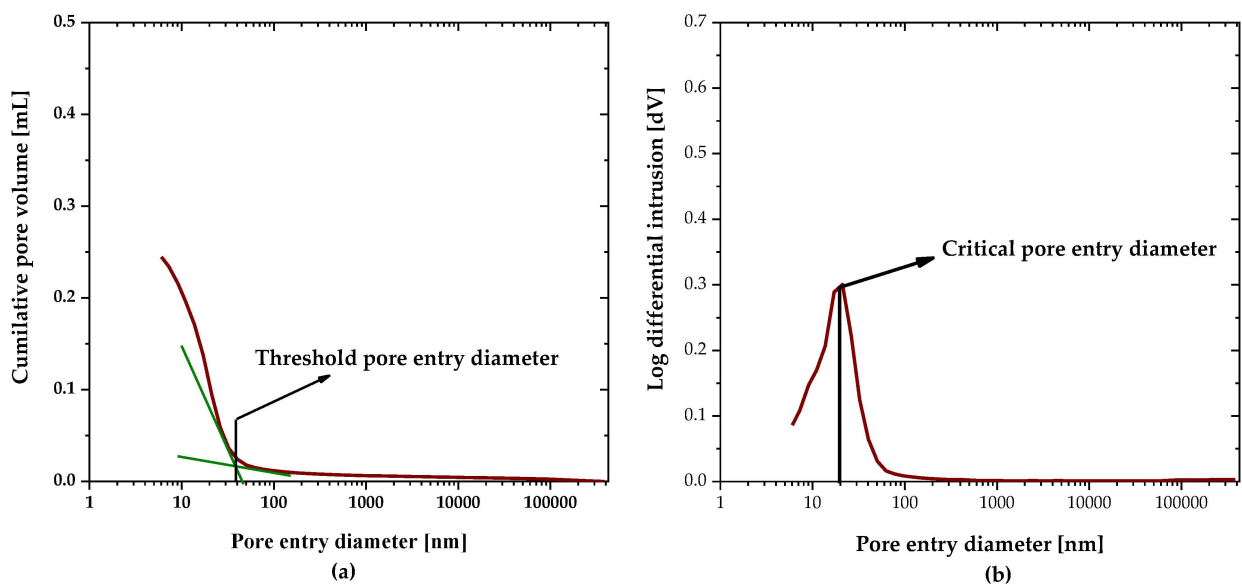 0.5
0.4
0.3
0.2
0.1
0.0
Cumilative pore volume [mL]
Threshold pore entry diameter
1 10 100 1000 10000 100000
Pore entry diameter [nm]
(a)
0.7
0.6
0.5
0.4
0.3
0.2
0.1
0.0
Log differential intrusion [dV]
Critical pore entry diameter
1 10 100 1000 10000 100000
Pore entry diameter [nm]
(b)